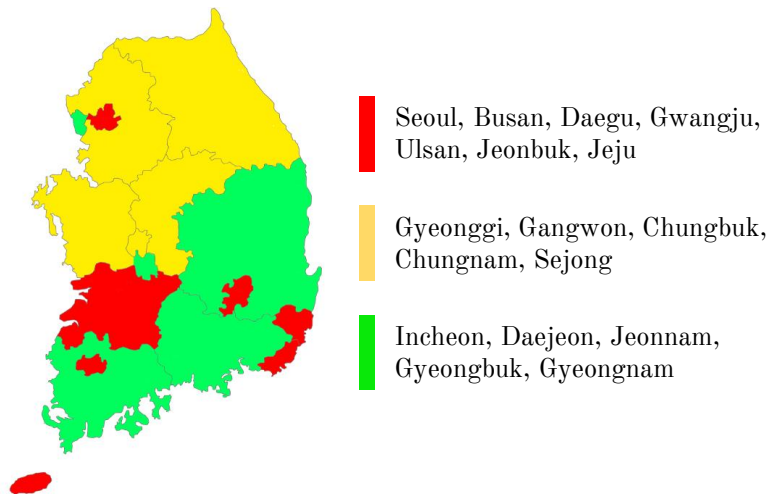 Seoul, Busan, Daegu, Gwangju,
Ulsan, Jeonbuk, Jeju
Gyeonggi, Gangwon, Chungbuk,
Chungnam, Sejong
Incheon, Daejeon, Jeonnam,
Gyeongbuk, Gyeongnam